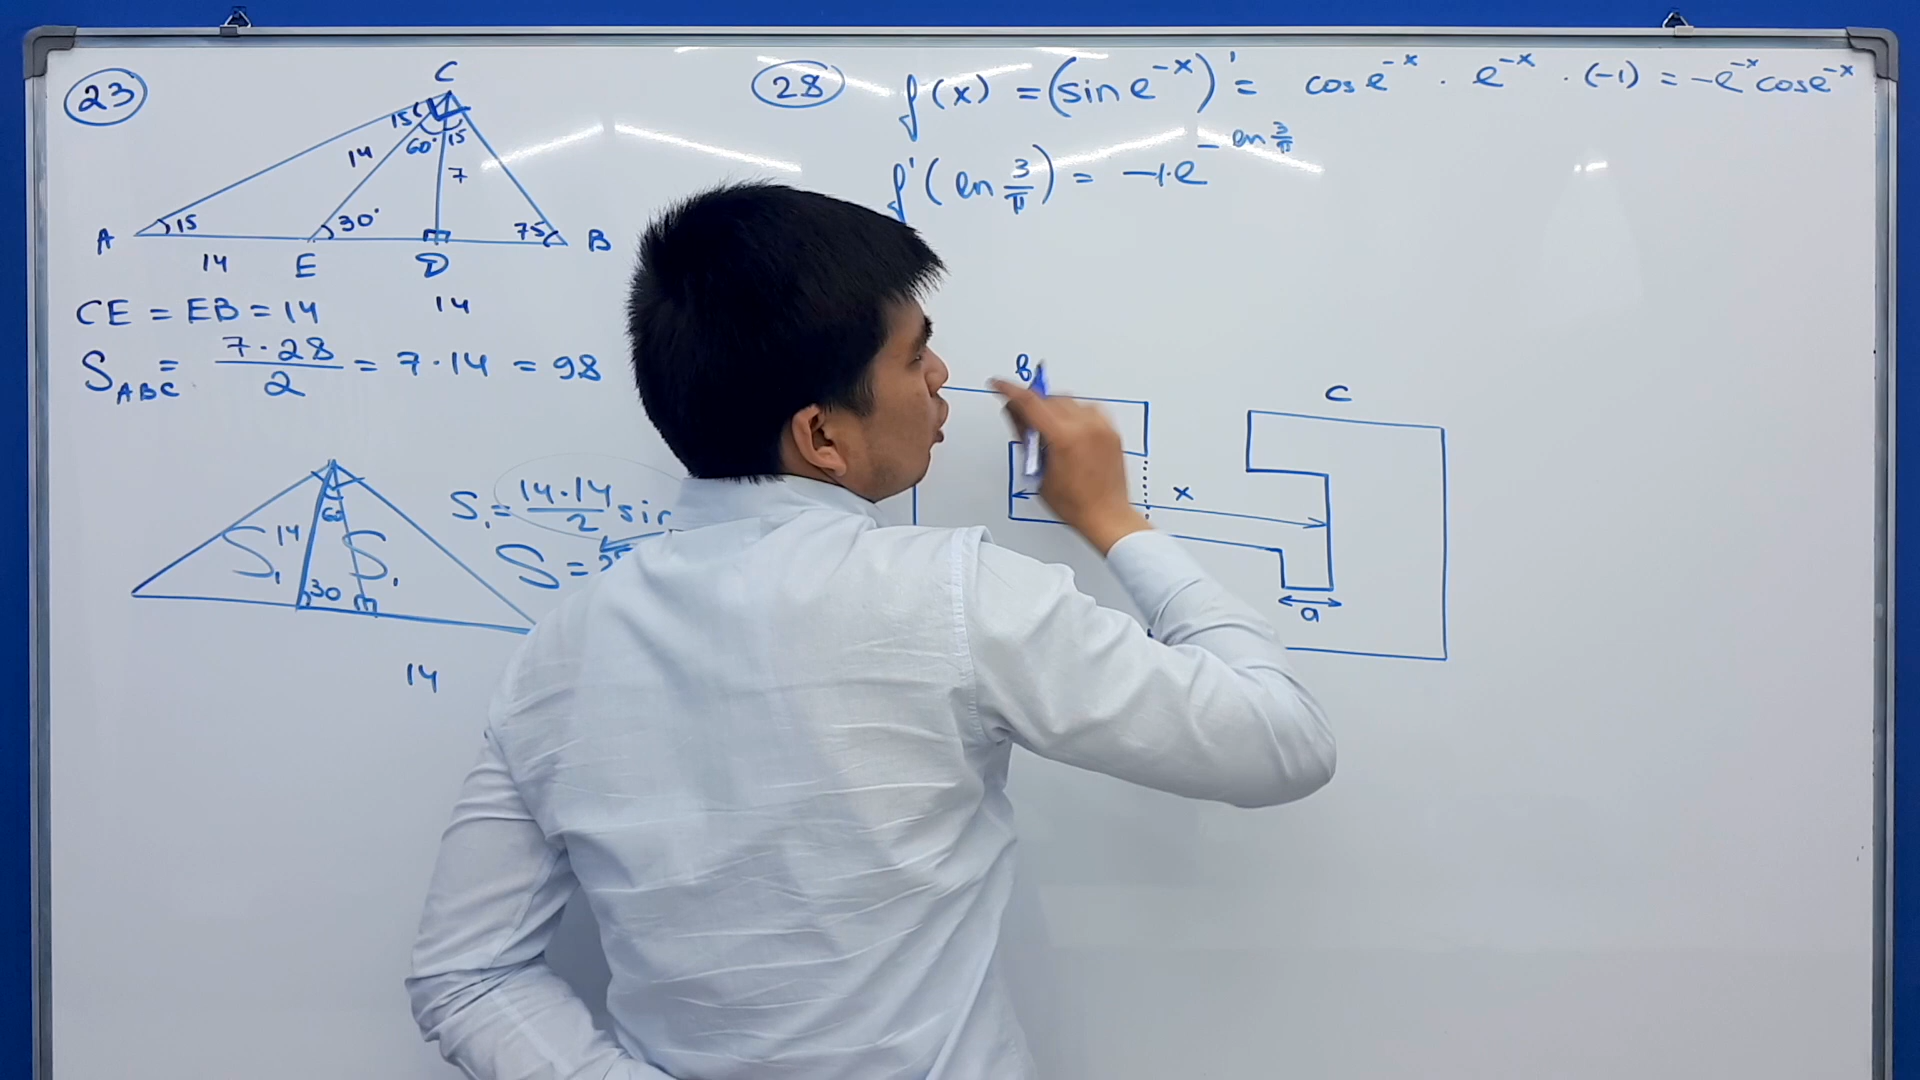 23
C
15 60° 15
14 7
A 15 30° 75 B
14 E D
14
CE = EB = 14
S_ABC = 7·28/2 = 7·14 = 98
60
14
S₁ S₁
30
14
S₁ = 14·14/2 sin
S =
28 f(x) = (sin e^{-x})' = cos e^{-x} · e^{-x} · (-1) = -e^{-x} cos e^{-x}
f'(ln 3/π) = -1·e^{-ln 3/π}
B
C
x
a